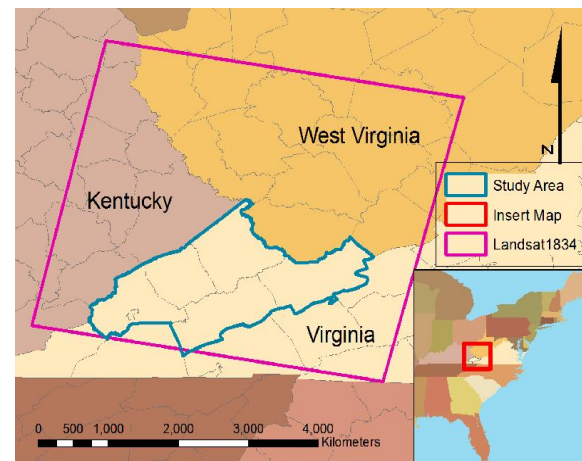 West Virginia
Kentucky
Virginia
N
Study Area
Insert Map
Landsat1834
0 500 1,000 2,000 3,000 4,000
Kilometers